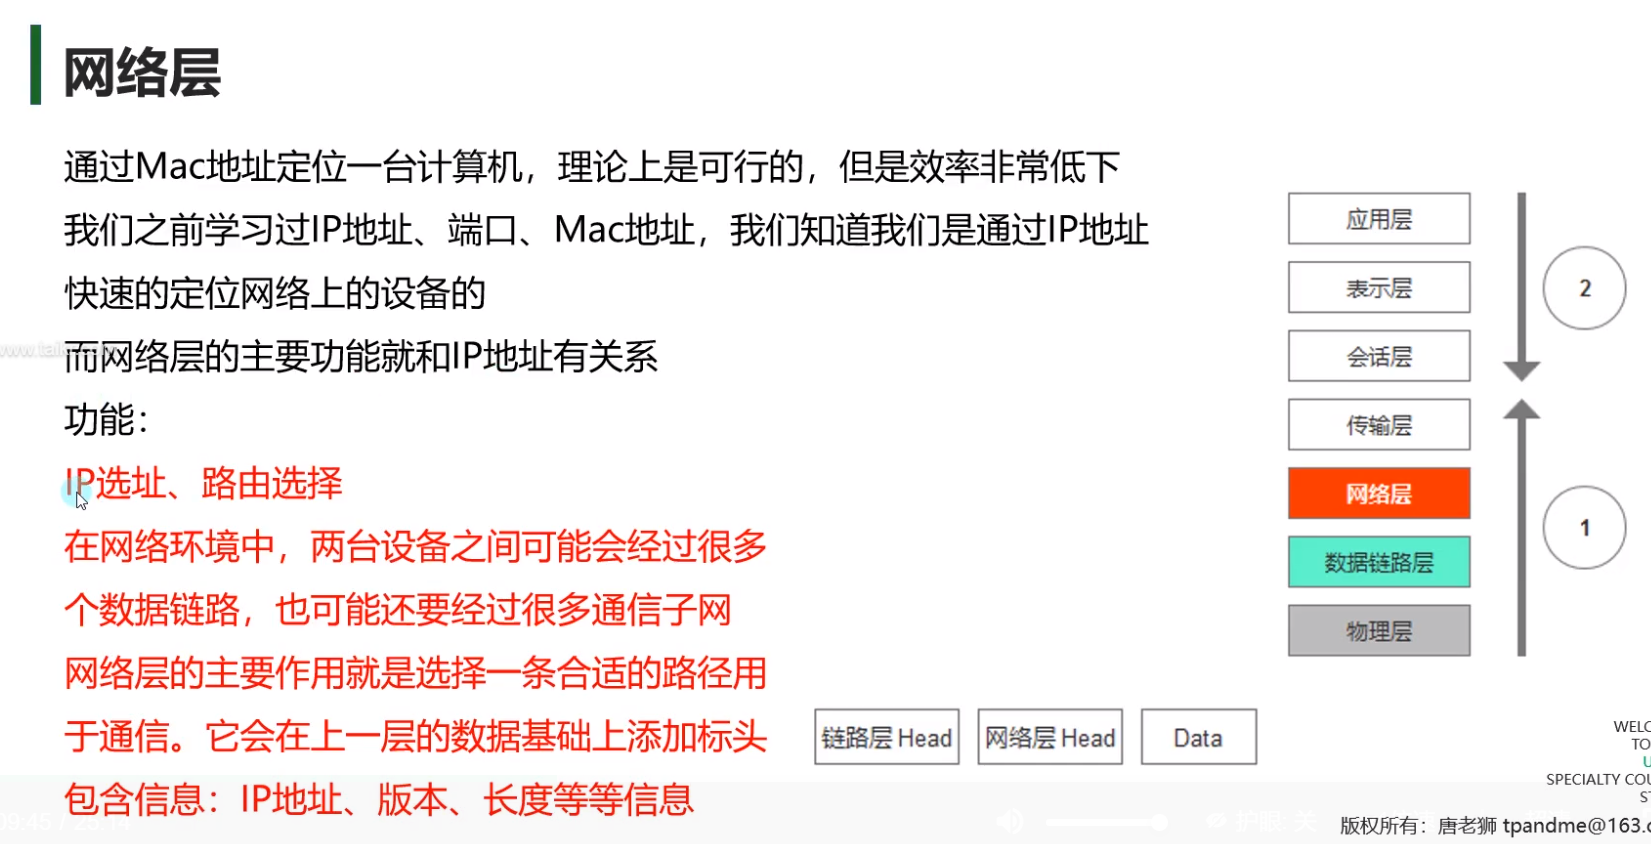 网络层
通过Mac地址定位一台计算机，理论上是可行的，但是效率非常低下
我们之前学习过IP地址、端口、Mac地址，我们知道我们是通过IP地址
快速的定位网络上的设备的
而网络层的主要功能就和IP地址有关系
功能：
IP选址、路由选择
在网络环境中，两台设备之间可能会经过很多
个数据链路，也可能还要经过很多通信子网
网络层的主要作用就是选择一条合适的路径用
于通信。它会在上一层的数据基础上添加标头
包含信息：IP地址、版本、长度等等信息
应用层
表示层
会话层
传输层
网络层
数据链路层
物理层
2
1
链路层 Head
网络层 Head
Data
WELC
TO
U
SPECIALTY COU
ST
护眼: 关
版权所有：唐老狮 tpandme@163.c